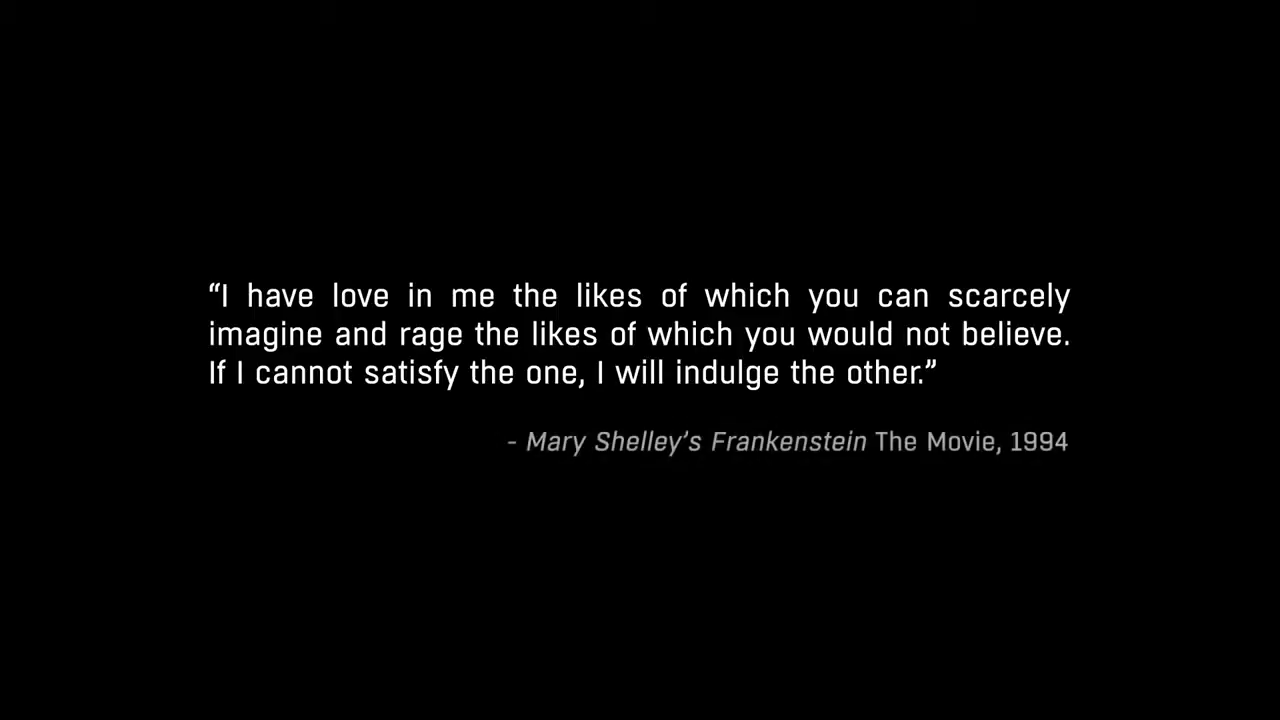 “I have love in me the likes of which you can scarcely
imagine and rage the likes of which you would not believe.
If I cannot satisfy the one, I will indulge the other.”
- Mary Shelley’s Frankenstein The Movie, 1994